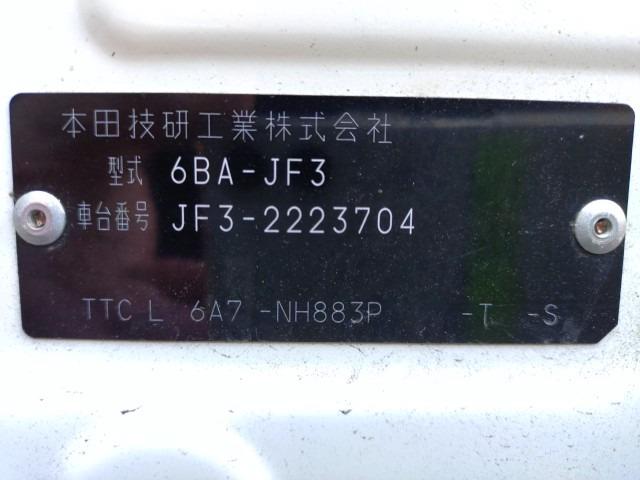 本田技研工業株式会社
型式 6BA-JF3
車台番号 JF3-2223704
TTC L 6A7 -NH883P -T -S